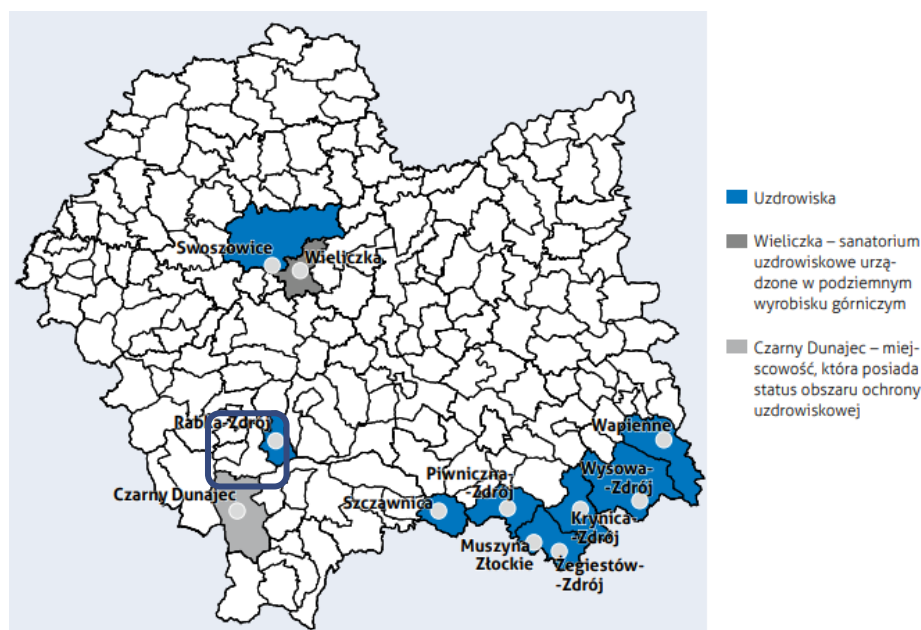 Swoszowice
Wieliczka
Rabka-Zdrój
Czarny Dunajec
Szczawnica
Piwniczna-
-Zdrój
Muszyna
Złockie
Żegiestów-
-Zdrój
Krynica-
-Zdrój
Wysowa-
-Zdrój
Wapienne
Uzdrowiska
Wieliczka – sanatorium
uzdrowiskowe urzą-
dzone w podziemnym
wyrobisku górniczym
Czarny Dunajec – miej-
scowość, która posiada
status obszaru ochrony
uzdrowiskowej